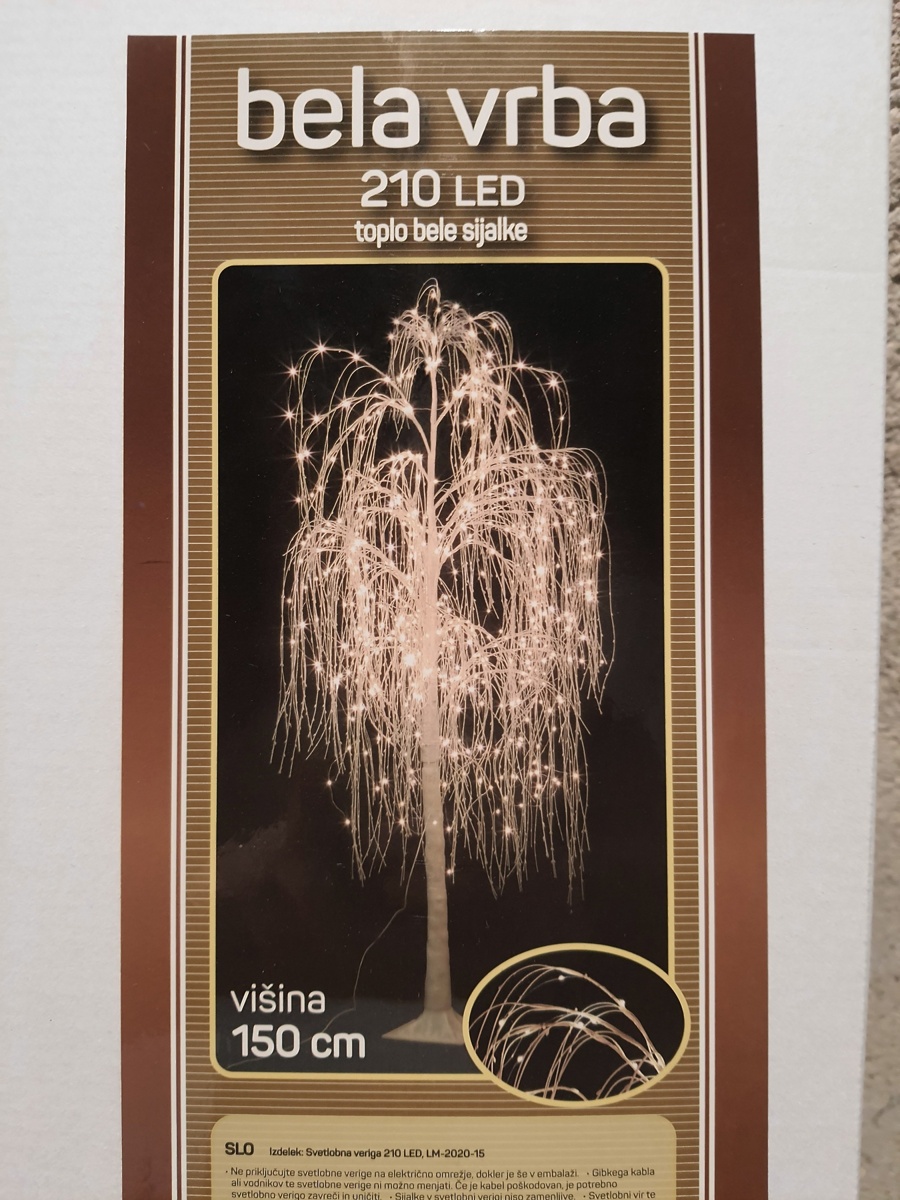 bela vrba
210 LED
toplo bele sijalke
višina
150 cm
SLO Izdelek: Svetlobna veriga 210 LED, LM-2020-15
• Ne priključujte svetlobne verige na električno omrežje, dokler je še v embalaži. • Gibkega kabla
ali vodnikov te svetlobne verige ni možno menjati. Če je kabel poškodovan, je potrebno
svetlobno verigo zavreči in uničiti. • Sijalke v svetlobni verigi niso zamenljive. • Svetlobni vir te